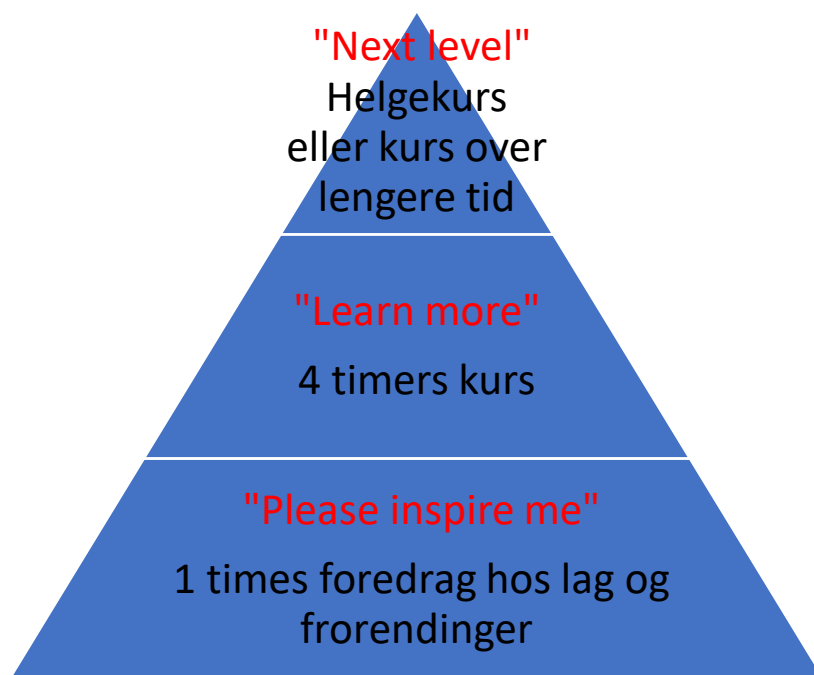 "Next level"
Helgekurs
eller kurs over
lengere tid
"Learn more"
4 timers kurs
"Please inspire me"
1 times foredrag hos lag og
frorendinger